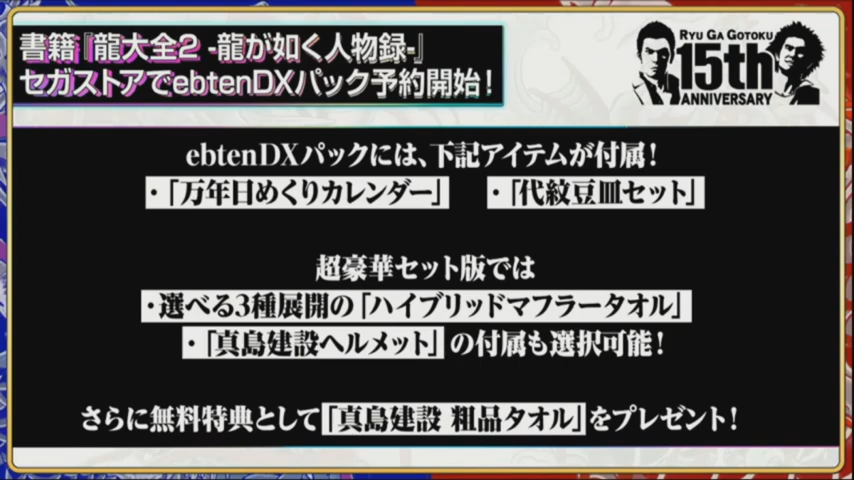 書籍『龍大全2 -龍が如く人物録-』
セガストアでebtenDXパック予約開始！
RYU GA GOTOKU
15th
ANNIVERSARY
ebtenDXパックには、下記アイテムが付属！
・「万年日めくりカレンダー」 ・「代紋豆皿セット」
超豪華セット版では
・選べる3種展開の「ハイブリッドマフラータオル」
・「真島建設ヘルメット」の付属も選択可能！
さらに無料特典として「真島建設 粗品タオル」をプレゼント！